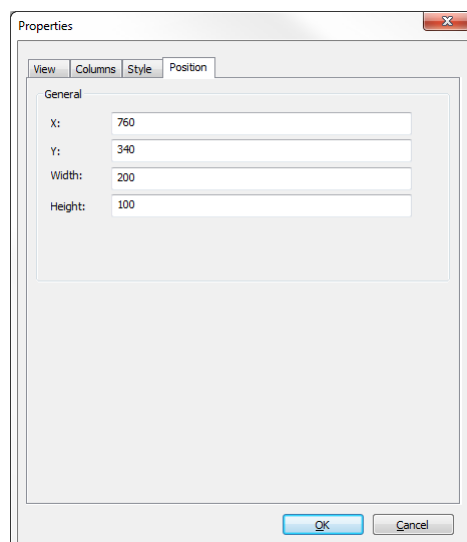 Properties
View Columns Style Position
General
X: 760
Y: 340
Width: 200
Height: 100
OK Cancel